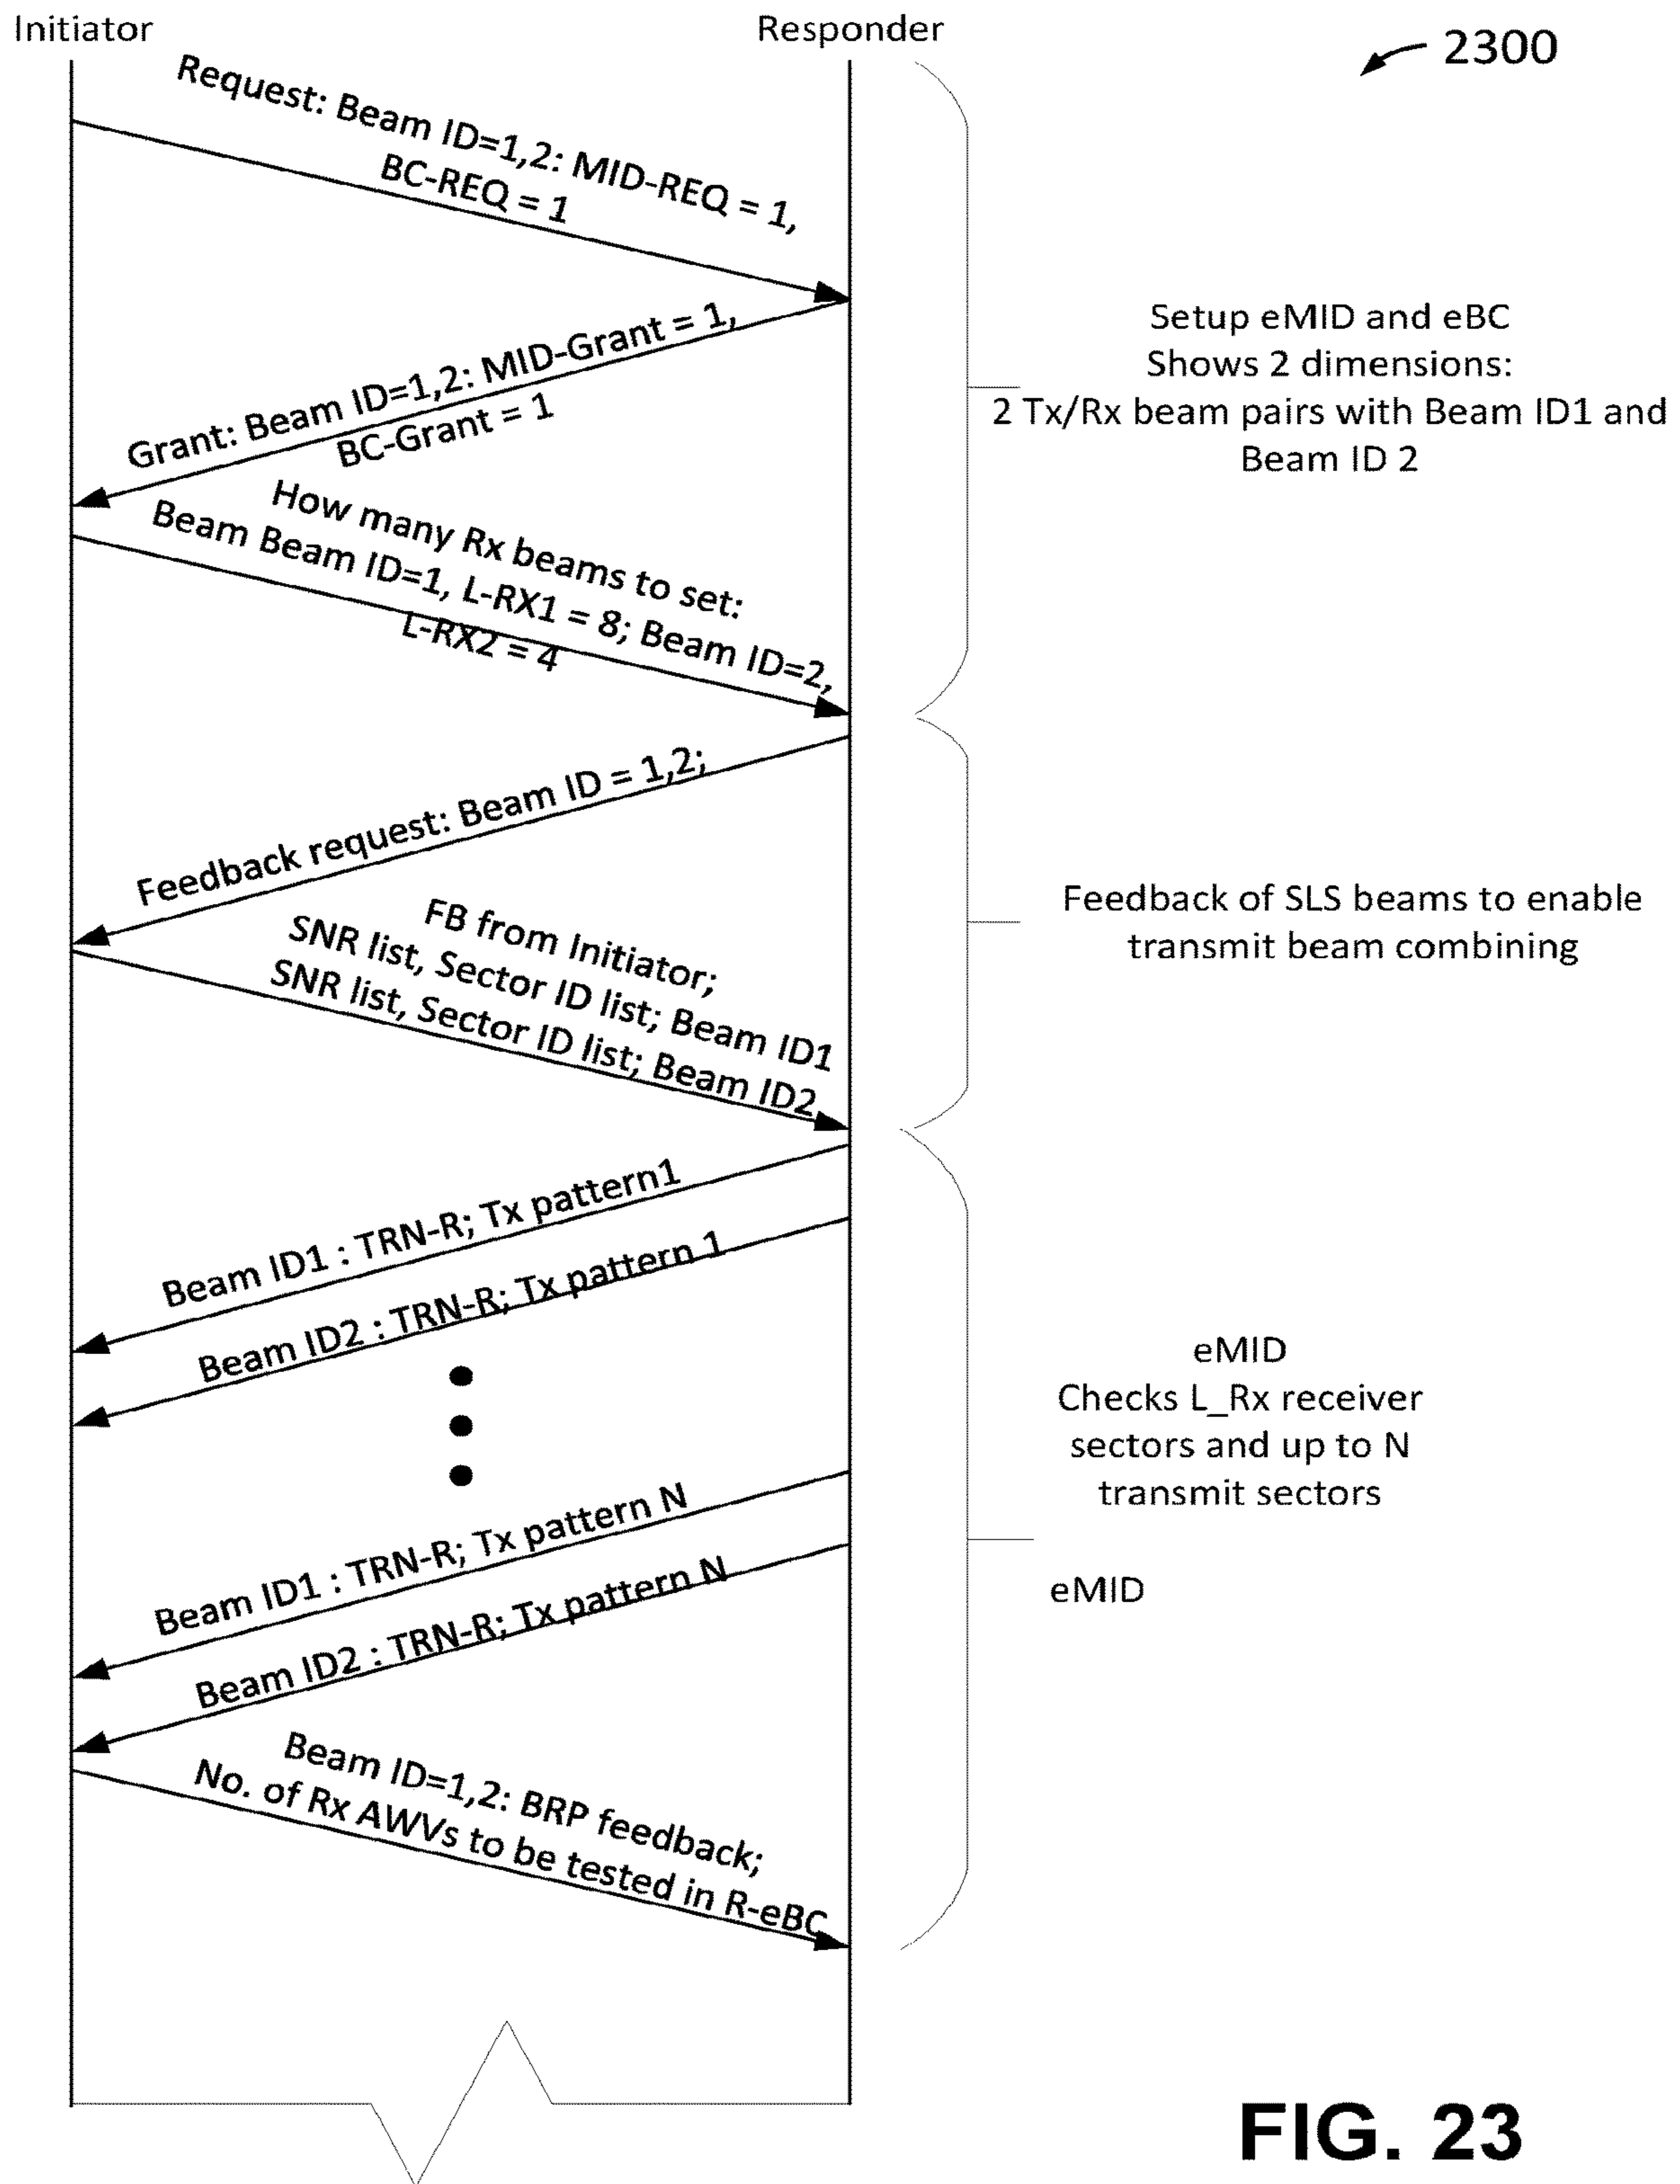 Initiator
Responder
2300
Request: Beam ID=1,2: MID-REQ = 1,
BC-REQ = 1
Grant: Beam ID=1,2: MID-Grant = 1,
BC-Grant = 1
How many Rx beams to set:
Beam Beam ID=1, L-RX1 = 8; Beam ID=2,
L-RX2 = 4
Setup eMID and eBC
Shows 2 dimensions:
2 Tx/Rx beam pairs with Beam ID1 and
Beam ID 2
Feedback request: Beam ID = 1,2;
FB from Initiator;
SNR list, Sector ID list; Beam ID1
SNR list, Sector ID list; Beam ID2
Feedback of SLS beams to enable
transmit beam combining
Beam ID1 : TRN-R; Tx pattern1
Beam ID2 : TRN-R; Tx pattern 1
Beam ID1 : TRN-R; Tx pattern N
Beam ID2 : TRN-R; Tx pattern N
Beam ID=1,2: BRP feedback;
No. of Rx AWVs to be tested in R-eBC
eMID
Checks L_Rx receiver
sectors and up to N
transmit sectors
eMID
FIG. 23